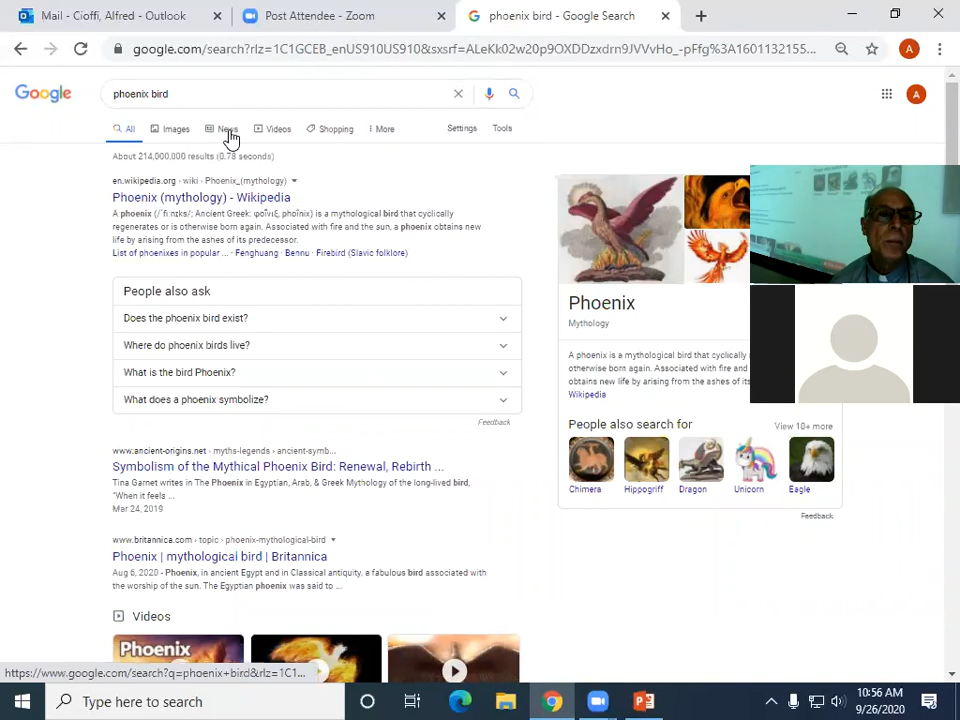 Mail - Cioffi, Alfred - Outlook
Post Attendee - Zoom
phoenix bird - Google Search
google.com/search?rlz=1C1GCEB_enUS910US910&sxsrf=ALeKk02w20p9OXDDzxdrn9JVVvHo_-pFfg%3A1601132155...
A
Google
phoenix bird
A
All
Images
News
Videos
Shopping
More
Settings
Tools
About 214,000,000 results (0.78 seconds)
en.wikipedia.org › wiki › Phoenix_(mythology)
Phoenix (mythology) - Wikipedia
A phoenix (/ˈfiːnɪks/; Ancient Greek: φοῖνιξ, phoînix) is a mythological bird that cyclically
regenerates or is otherwise born again. Associated with fire and the sun, a phoenix obtains new
life by arising from the ashes of its predecessor.
List of phoenixes in popular ... · Fenghuang · Bennu · Firebird (Slavic folklore)
People also ask
Does the phoenix bird exist?
Where do phoenix birds live?
What is the bird Phoenix?
What does a phoenix symbolize?
Feedback
www.ancient-origins.net › myths-legends › ancient-symb...
Symbolism of the Mythical Phoenix Bird: Renewal, Rebirth ...
Tina Garnet writes in The Phoenix in Egyptian, Arab, & Greek Mythology of the long-lived bird,
"When it feels ...
Mar 24, 2019
www.britannica.com › topic › phoenix-mythological-bird
Phoenix | mythological bird | Britannica
Aug 6, 2020 - Phoenix, in ancient Egypt and in Classical antiquity, a fabulous bird associated with
the worship of the sun. The Egyptian phoenix was said to ...
Videos
Phoenix
Phoenix
Mythology
A phoenix is a mythological bird that cyclically
otherwise born again. Associated with fire and
obtains new life by arising from the ashes of its
Wikipedia
People also search for
View 10+ more
Chimera
Hippogriff
Dragon
Unicorn
Eagle
Feedback
https://www.google.com/search?q=phoenix+bird&rlz=1C1...
Type here to search
10:56 AM
9/26/2020